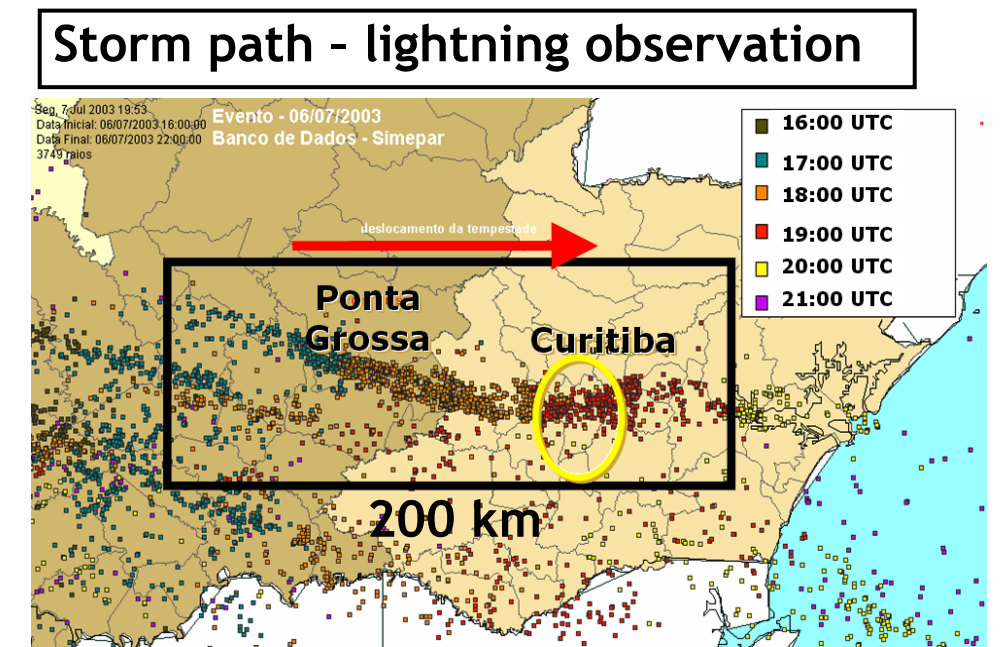 Storm path – lightning observation
Seg, 7 Jul 2003 19:53
Data Inicial: 06/07/2003 16:00:00
Data Final: 06/07/2003 22:00:00
3749 raios
Evento - 06/07/2003
Banco de Dados - Simepar
16:00 UTC
17:00 UTC
18:00 UTC
19:00 UTC
20:00 UTC
21:00 UTC
deslocamento da tempestade
Ponta
Grossa
Curitiba
200 km